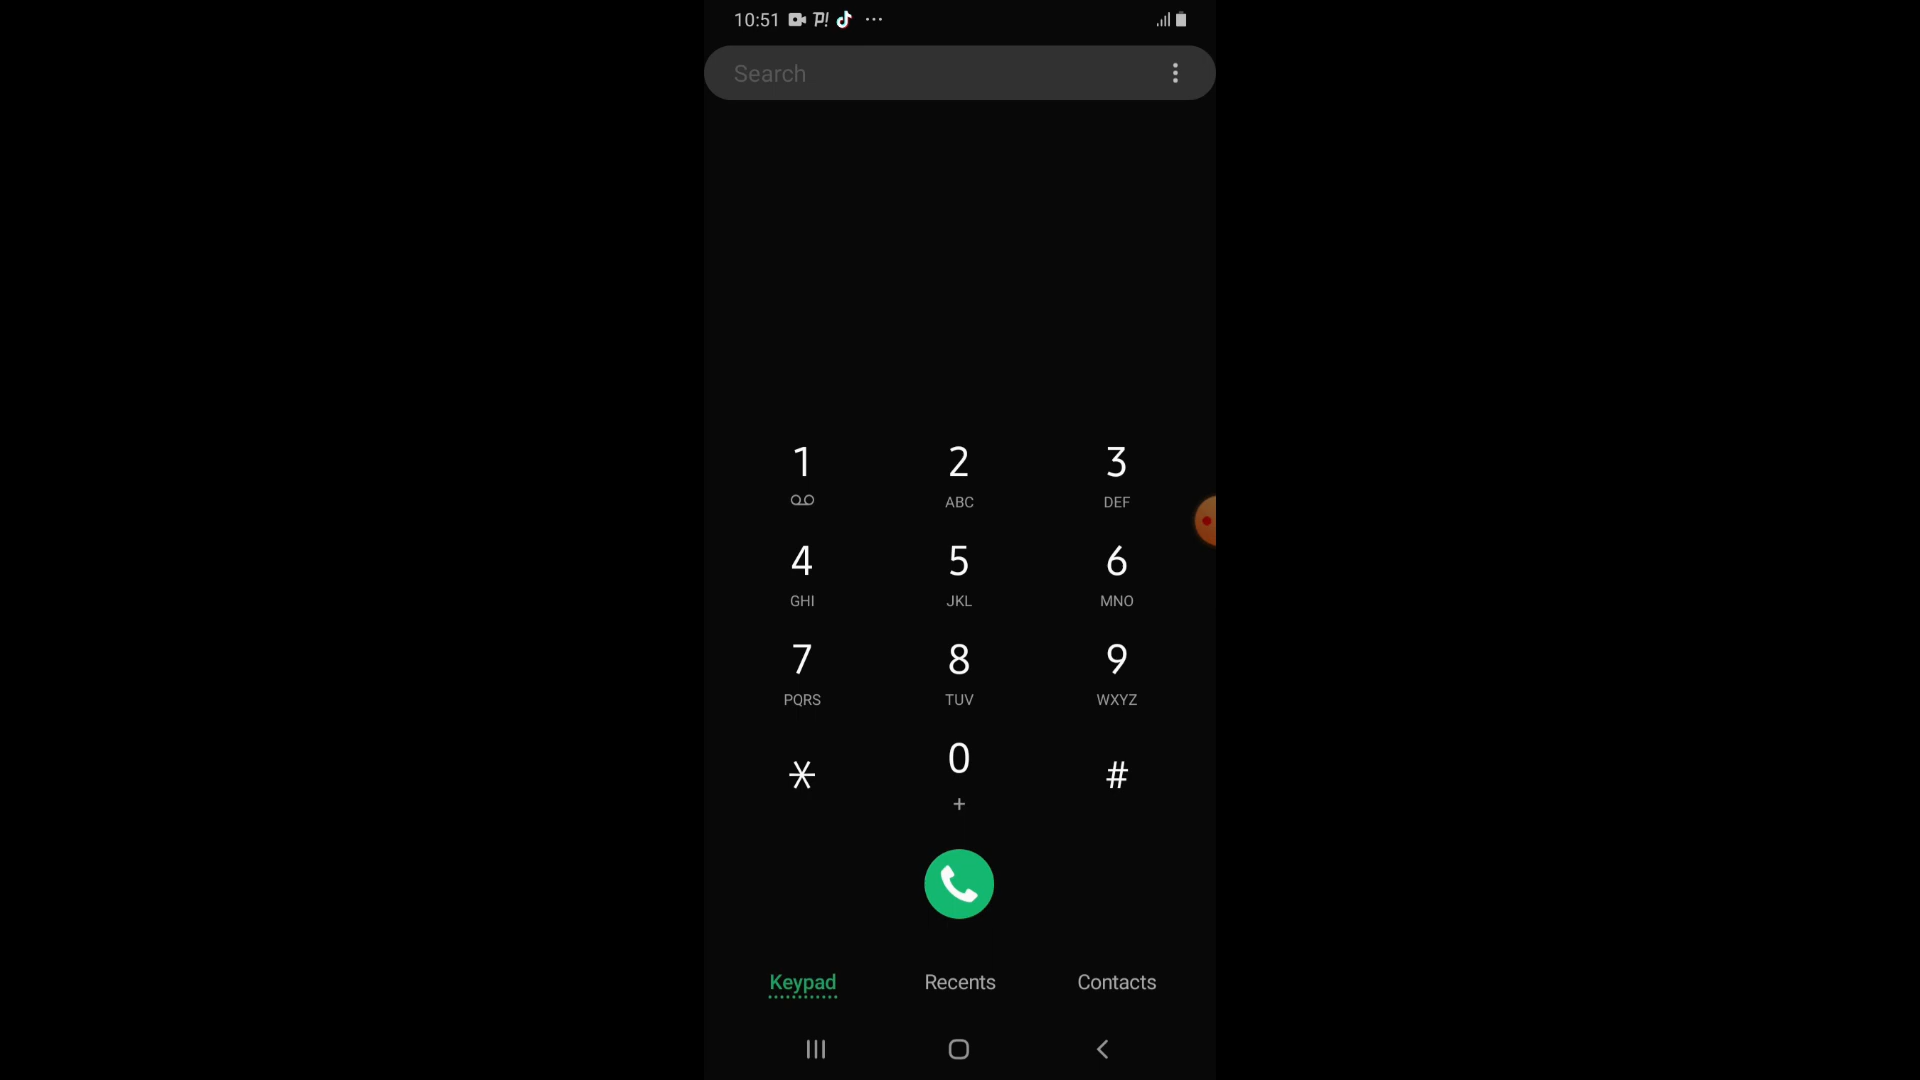 10:51 P! ...
Search
1 2 3
ABC DEF
4 5 6
GHI JKL MNO
7 8 9
PQRS TUV WXYZ
* 0 #
+
Keypad Recents Contacts